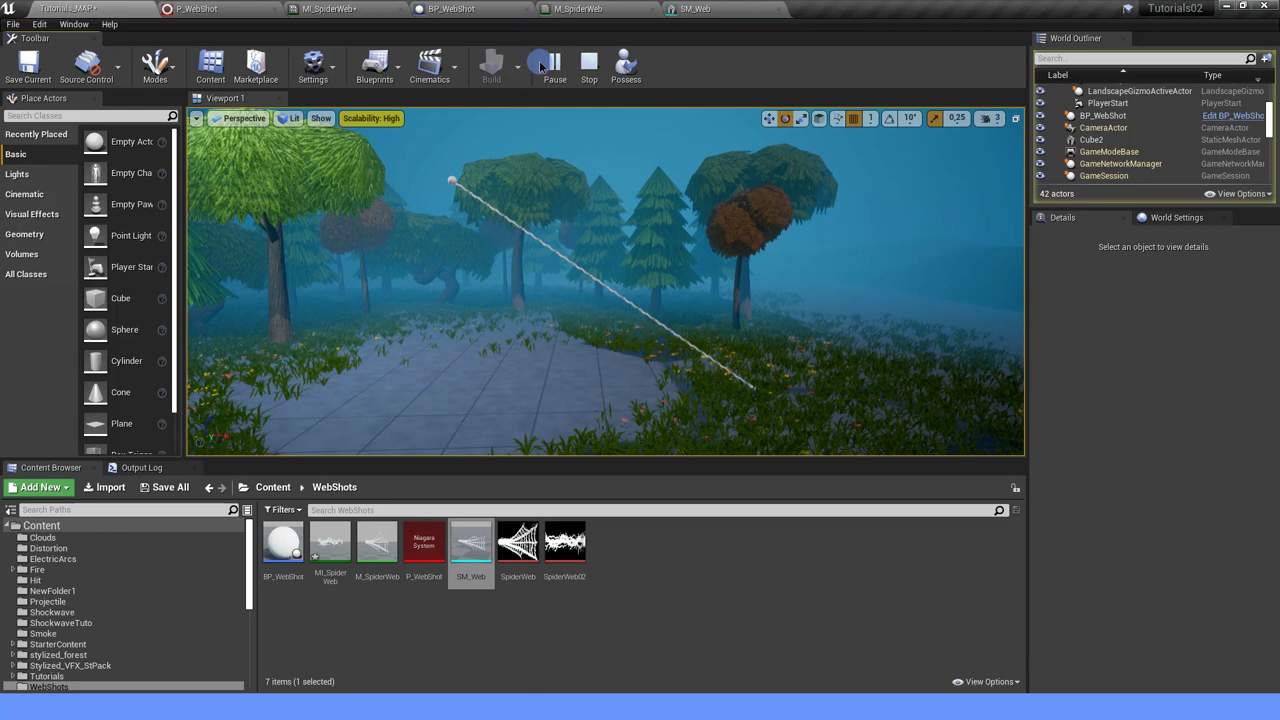 Tutorials_MAP*
P_WebShot
MI_SpiderWeb*
BP_WebShot
M_SpiderWeb
SM_Web
Tutorials02
File Edit Window Help
Toolbar
Save Current
Source Control
Modes
Content
Marketplace
Settings
Blueprints
Cinematics
Build
Pause
Stop
Possess
Place Actors
Search Classes
Recently Placed
Basic
Lights
Cinematic
Visual Effects
Geometry
Volumes
All Classes
Empty Acto
Empty Cha
Empty Paw
Point Light
Player Star
Cube
Sphere
Cylinder
Cone
Plane
Viewport 1
Perspective Lit Show Scalability: High
1 10° 0,25 3
World Outliner
Search...
Label Type
LandscapeGizmoActiveActor LandscapeGizmo
PlayerStart PlayerStart
BP_WebShot Edit BP_WebSho
CameraActor CameraActor
Cube2 StaticMeshActor
GameModeBase GameModeBase
GameNetworkManager GameNetworkMa
GameSession GameSession
42 actors
View Options
Details
World Settings
Select an object to view details.
Content Browser
Output Log
Add New Import Save All Content WebShots
Search Paths
Filters Search WebShots
Content
Clouds
Distortion
ElectricArcs
Fire
Hit
NewFolder1
Projectile
Shockwave
ShockwaveTuto
Smoke
StarterContent
stylized_forest
Stylized_VFX_StPack
Tutorials
WebShots
Niagara
System
BP_WebShot
MI_Spider
Web
M_SpiderWeb
P_WebShot
SM_Web
SpiderWeb
SpiderWeb02
7 items (1 selected)
View Options